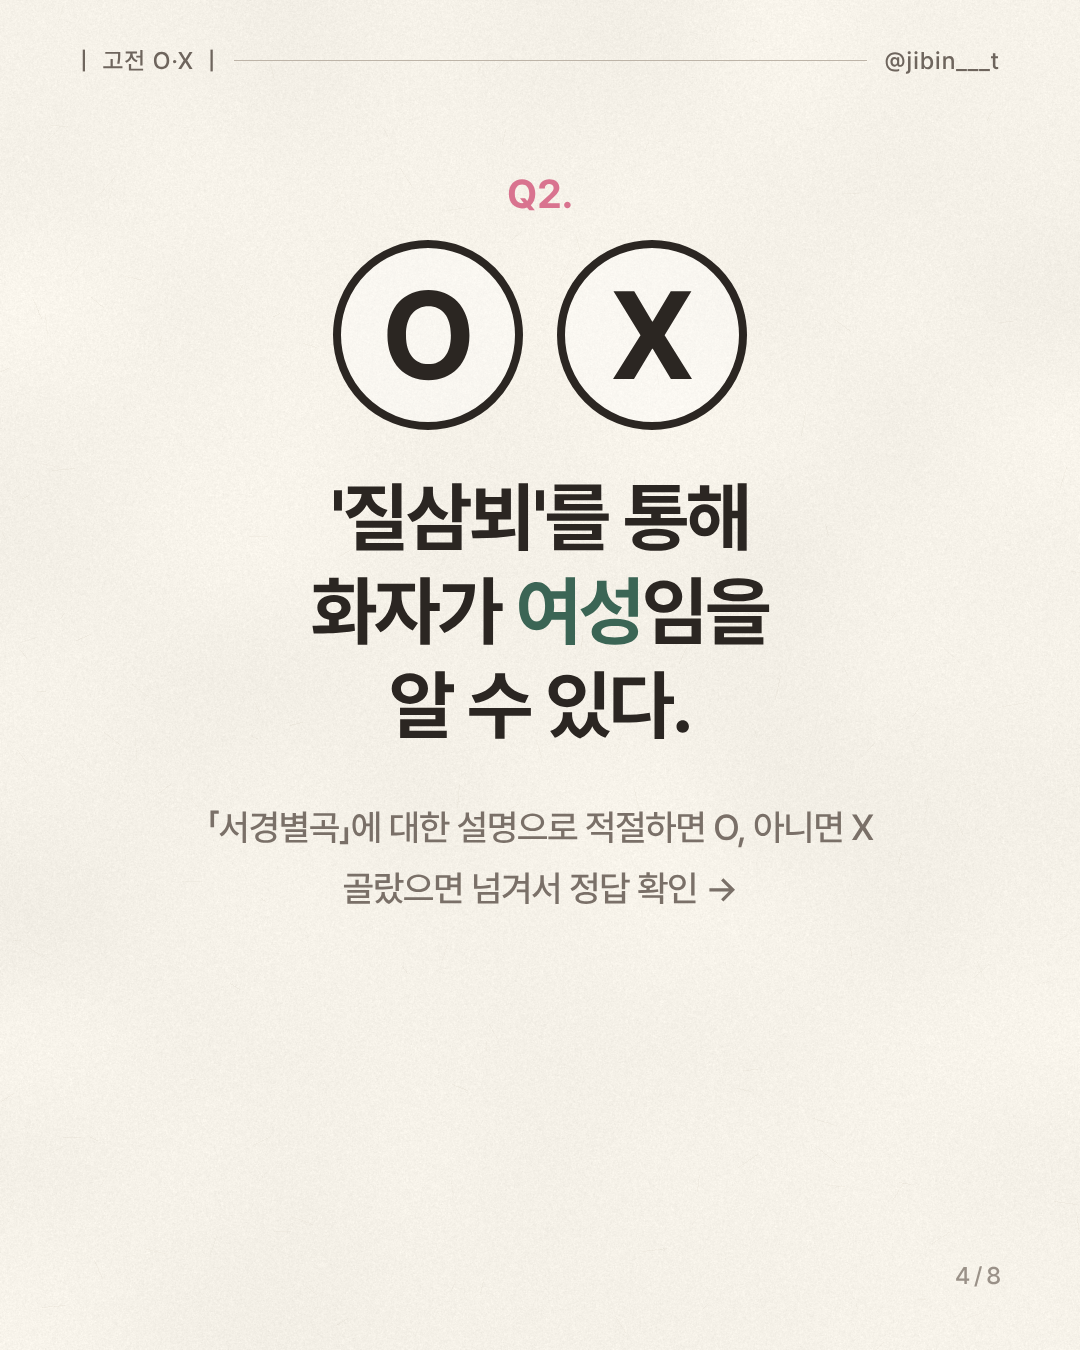 | 고전 O·X |
@jibin___t
Q2.
O X
'질삼뵈'를 통해
화자가 여성임을
알 수 있다.
「서경별곡」에 대한 설명으로 적절하면 O, 아니면 X
골랐으면 넘겨서 정답 확인 →
4/8